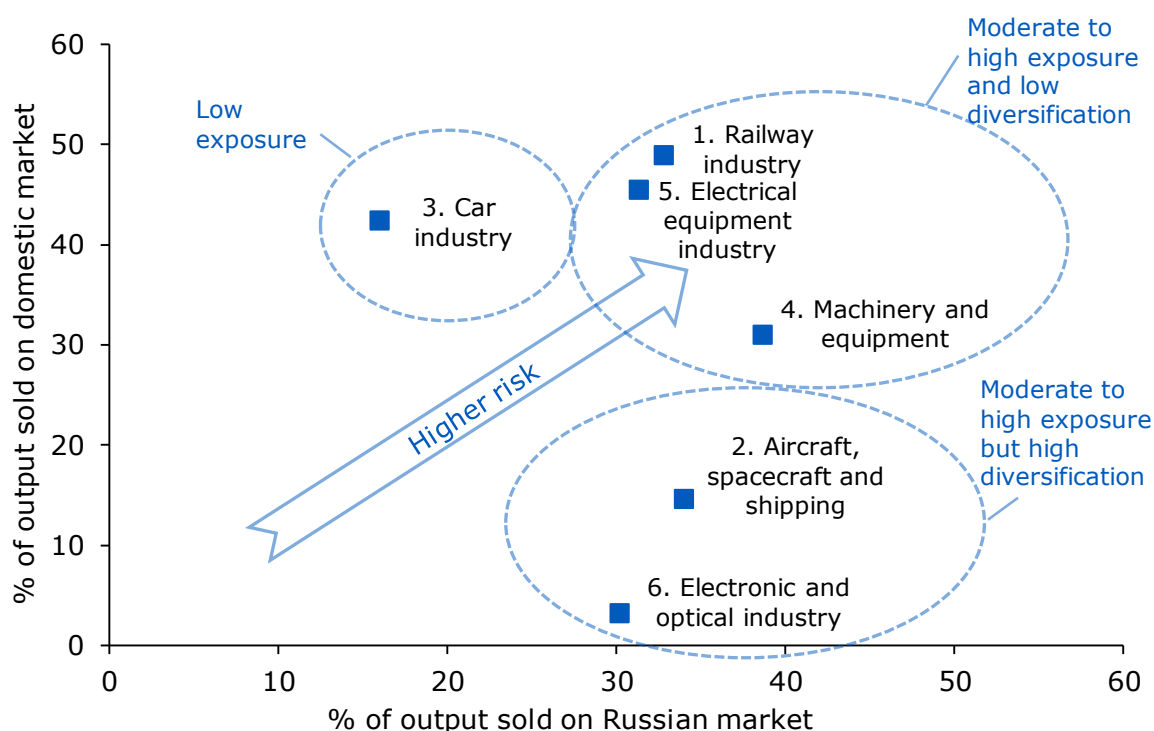 % of output sold on domestic market
60
50
40
30
20
10
0
Low
exposure
Moderate to
high exposure
and low
diversification
1. Railway
industry
5. Electrical
equipment
industry
3. Car
industry
4. Machinery and
equipment
Higher risk
Moderate to
high exposure
but high
diversification
2. Aircraft,
spacecraft and
shipping
6. Electronic and
optical industry
0 10 20 30 40 50 60
% of output sold on Russian market